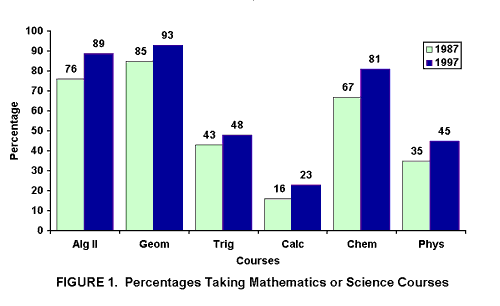 100
90
80
70
60
50
40
30
20
10
0
Percentage
76 89 85 93 43 48 16 23 67 81 35 45
1987
1997
Alg II Geom Trig Calc Chem Phys
Courses
FIGURE 1. Percentages Taking Mathematics or Science Courses